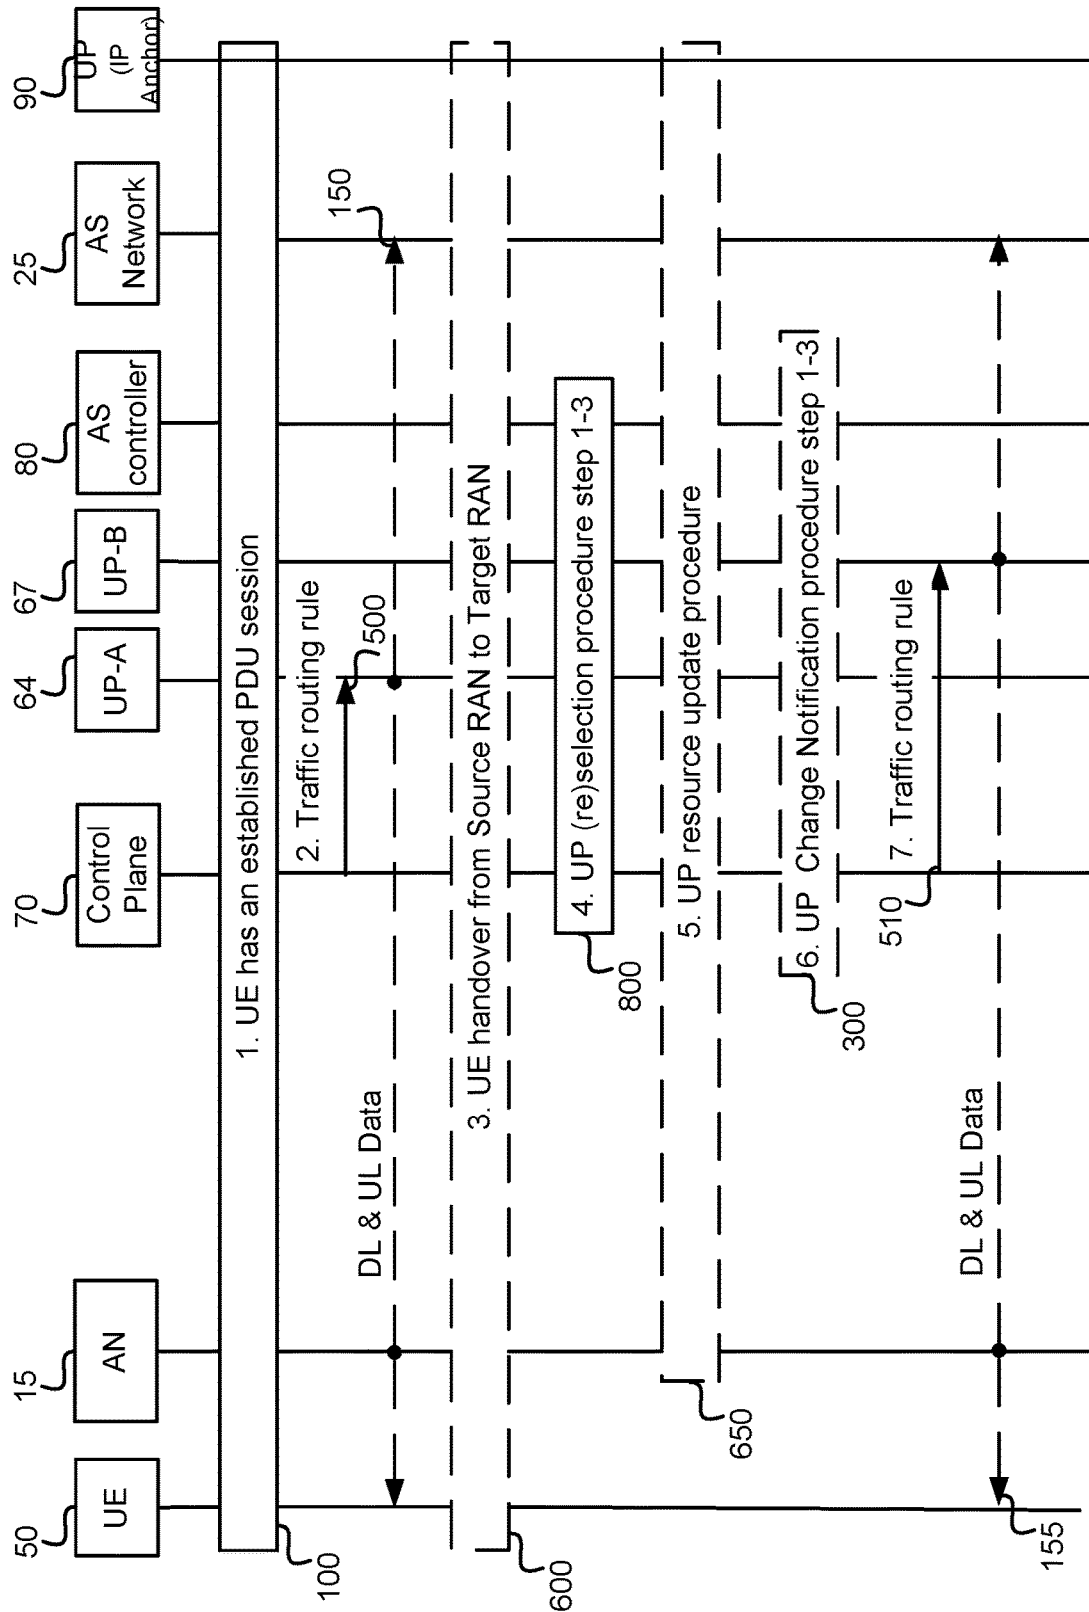 50
UE
15
AN
70
Control
Plane
64
UP-A
67
UP-B
80
AS
controller
25
AS
Network
90
UP
(IP
Anchor)
100
1. UE has an established PDU session
2. Traffic routing rule
500
150
DL & UL Data
600
3. UE handover from Source RAN to Target RAN
800
4. UP (re)selection procedure step 1-3
650
5. UP resource update procedure
300
6. UP Change Notification procedure step 1-3
510
7. Traffic routing rule
DL & UL Data
155